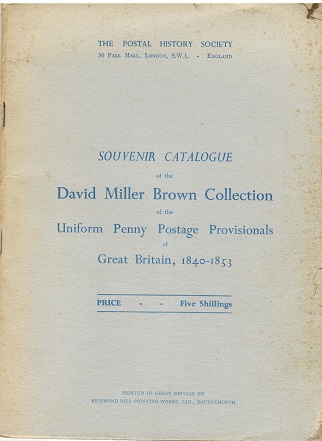 THE POSTAL HISTORY SOCIETY
30 PALL MALL, LONDON, S.W.1. - ENGLAND
SOUVENIR CATALOGUE
of the
David Miller Brown Collection
of the
Uniform Penny Postage Provisionals
of
Great Britain, 1840-1853
PRICE - - Five Shillings
PRINTED IN GREAT BRITAIN BY
RICHMOND HILL PRINTING WORKS, LTD., BOURNEMOUTH